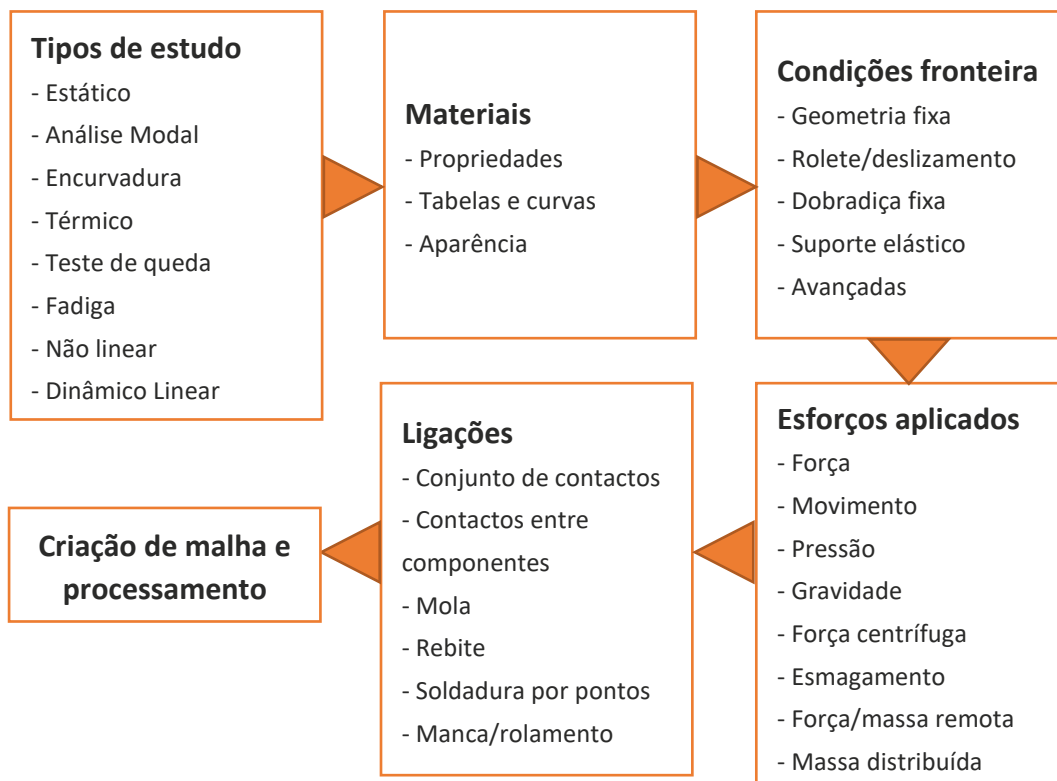 Tipos de estudo
- Estático
- Análise Modal
- Encurvadura
- Térmico
- Teste de queda
- Fadiga
- Não linear
- Dinâmico Linear
Materiais
- Propriedades
- Tabelas e curvas
- Aparência
Condições fronteira
- Geometria fixa
- Rolete/deslizamento
- Dobradiça fixa
- Suporte elástico
- Avançadas
Esforços aplicados
- Força
- Movimento
- Pressão
- Gravidade
- Força centrífuga
- Esmagamento
- Força/massa remota
- Massa distribuída
Ligações
- Conjunto de contactos
- Contactos entre
componentes
- Mola
- Rebite
- Soldadura por pontos
- Manca/rolamento
Criação de malha e
processamento